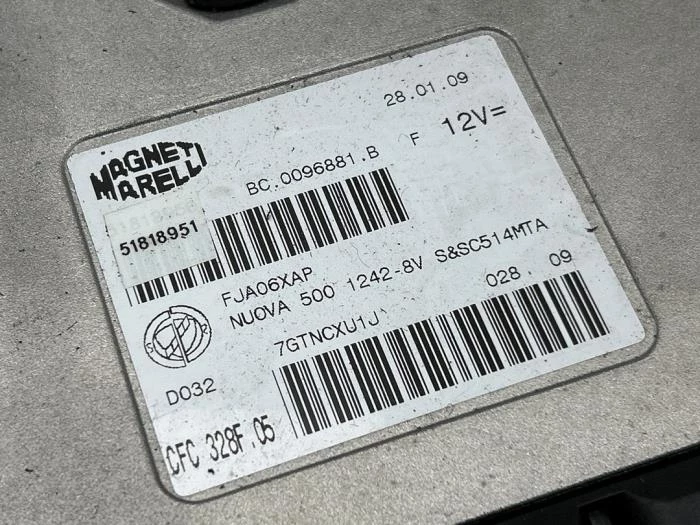 28.01.09
MAGNETI
MARELLI
BC.0096881.B
F
12V=
51818951
FJA06XAP
NUOVA 500 1242-8V S&SC514MTA
7GTNCXU1J
028. 09
D032
CFC 328F.05